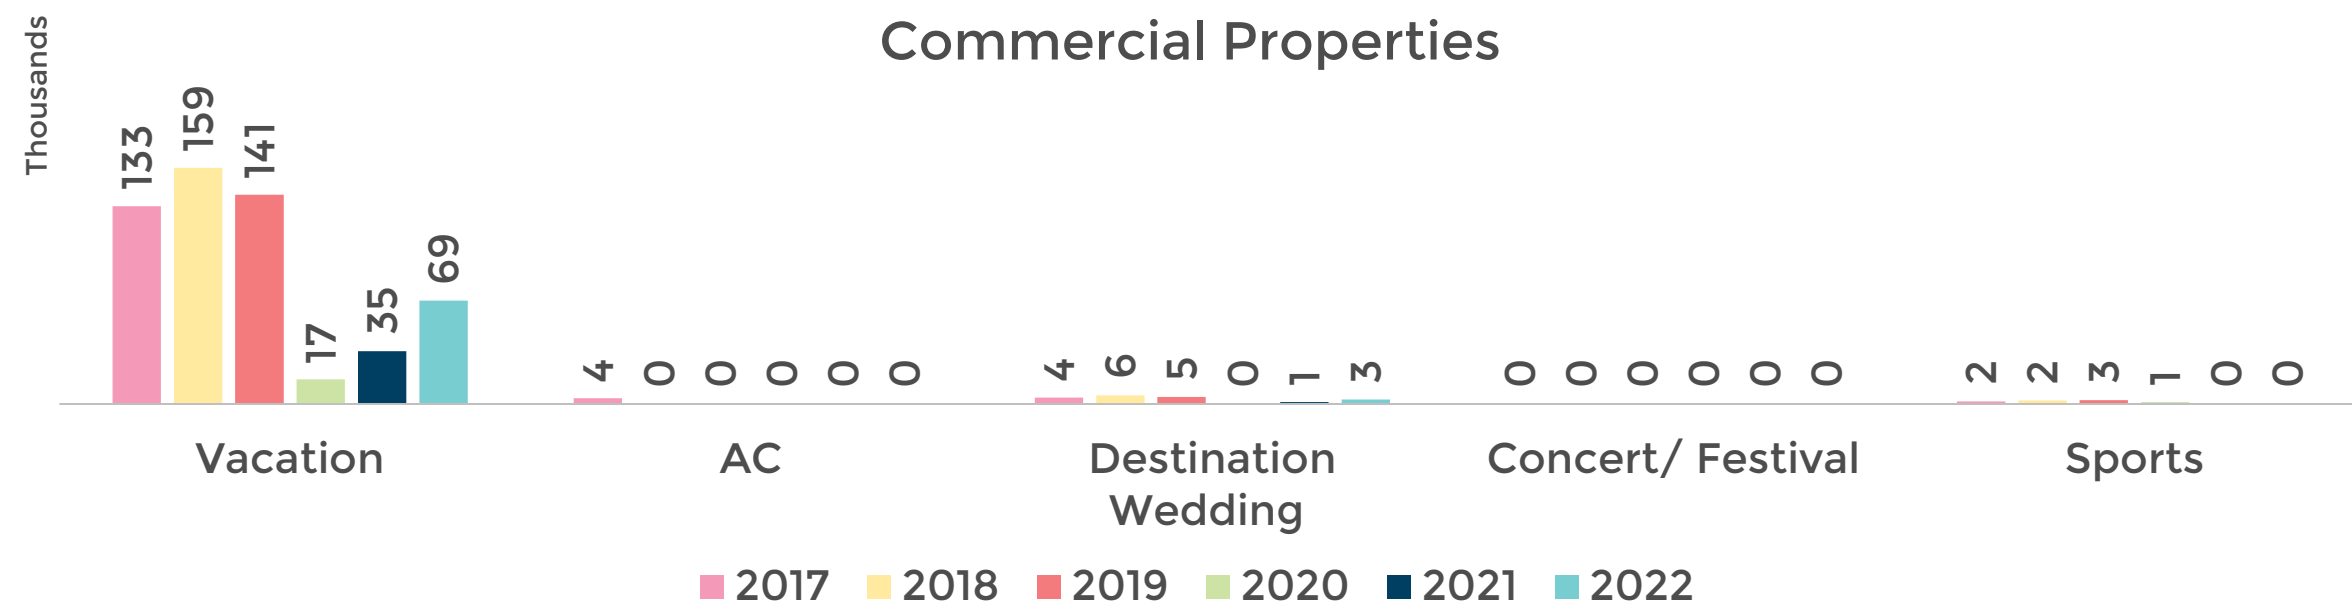 Commercial Properties
Thousands
133 159 141 17 35 69
4 0 0 0 0 0
4 6 5 0 1 3
0 0 0 0 0 0
2 2 3 1 0 0
Vacation
AC
Destination
Wedding
Concert/ Festival
Sports
2017 2018 2019 2020 2021 2022